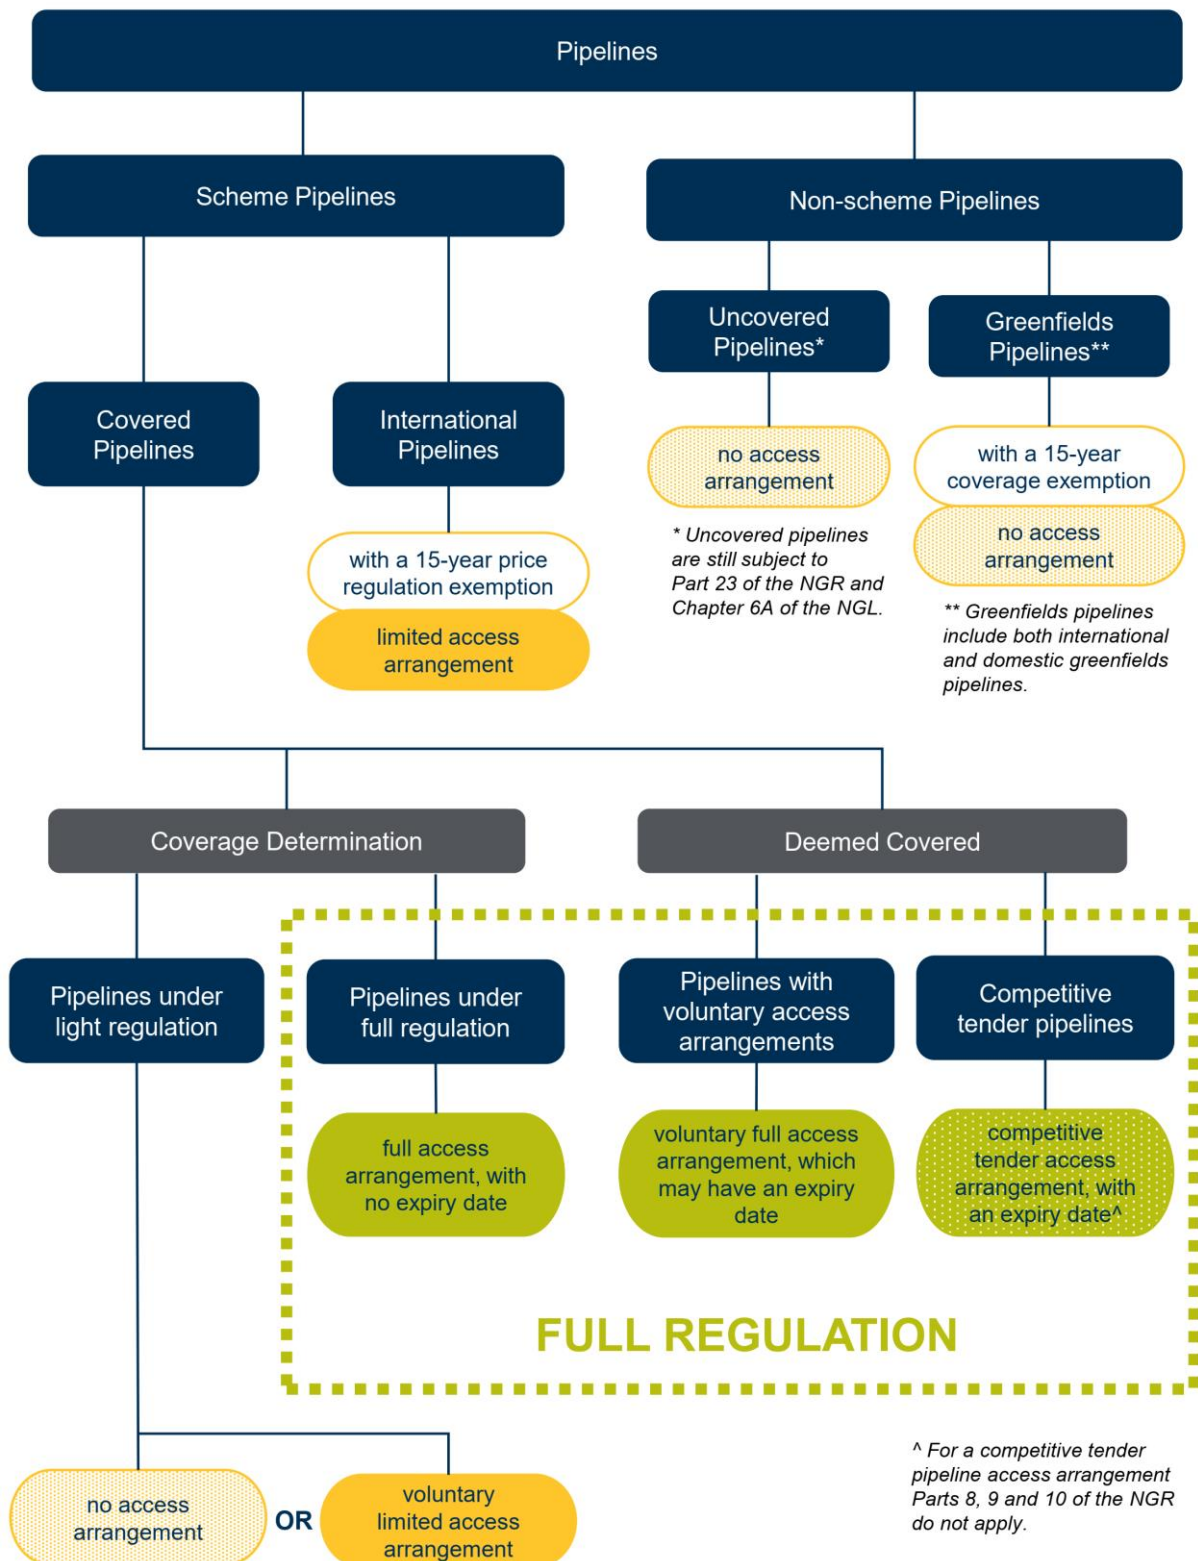 Pipelines
Scheme Pipelines
Non-scheme Pipelines
Uncovered
Pipelines*
Greenfields
Pipelines**
Covered
Pipelines
International
Pipelines
no access
arrangement
with a 15-year
coverage exemption
no access
arrangement
with a 15-year price
regulation exemption
limited access
arrangement
* Uncovered pipelines
are still subject to
Part 23 of the NGR and
Chapter 6A of the NGL.
** Greenfields pipelines
include both international
and domestic greenfields
pipelines.
Coverage Determination
Deemed Covered
Pipelines under
light regulation
Pipelines under
full regulation
Pipelines with
voluntary access
arrangements
Competitive
tender pipelines
full access
arrangement, with
no expiry date
voluntary full access
arrangement, which
may have an expiry
date
competitive
tender access
arrangement, with
an expiry date^
FULL REGULATION
no access
arrangement
OR
voluntary
limited access
arrangement
^ For a competitive tender
pipeline access arrangement
Parts 8, 9 and 10 of the NGR
do not apply.